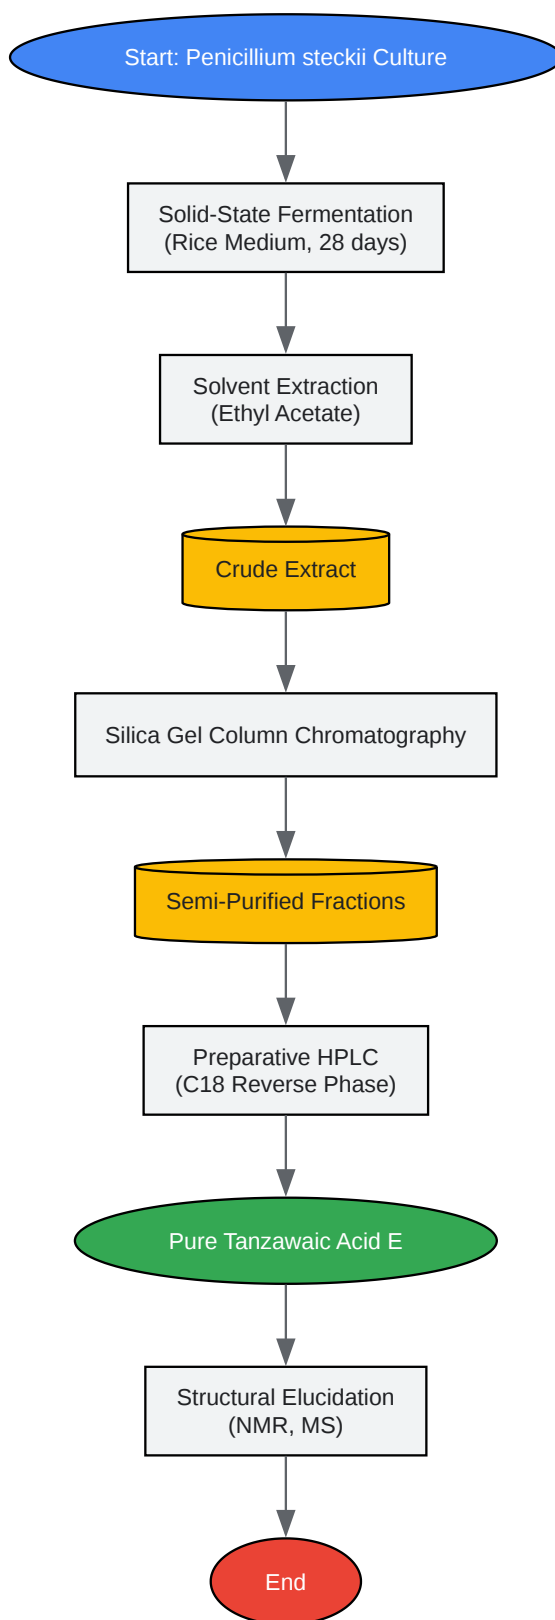 Start: Penicillium steckii Culture
Solid-State Fermentation
(Rice Medium, 28 days)
Solvent Extraction
(Ethyl Acetate)
Crude Extract
Silica Gel Column Chromatography
Semi-Purified Fractions
Preparative HPLC
(C18 Reverse Phase)
Pure Tanzawaic Acid E
Structural Elucidation
(NMR, MS)
End